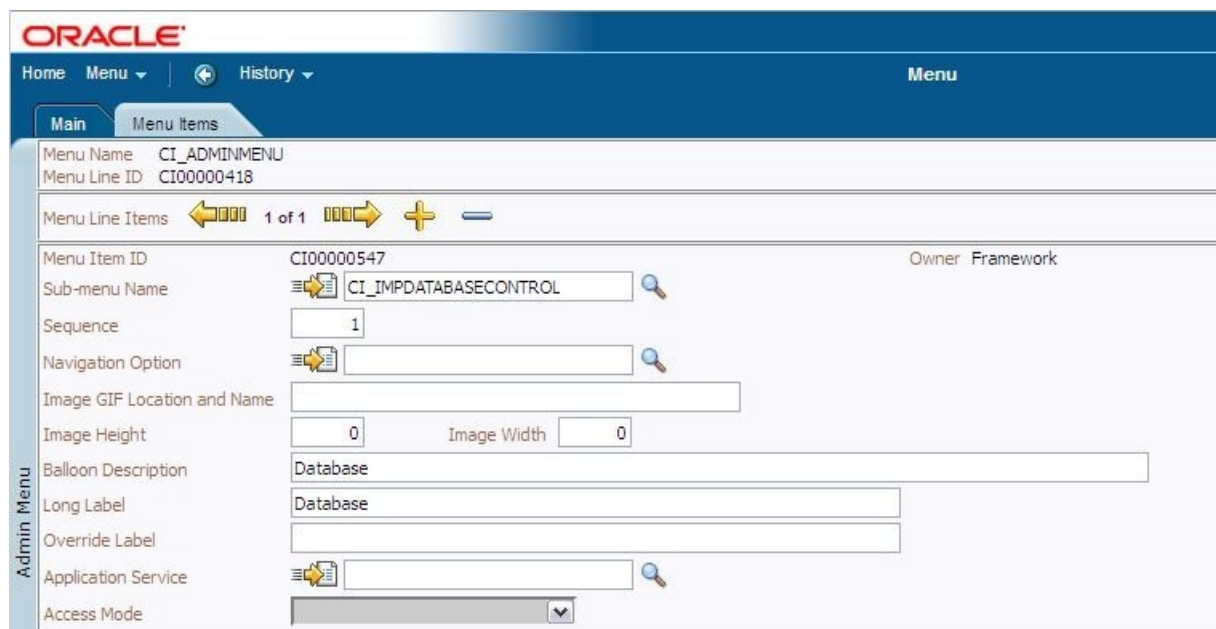 ORACLE
Home Menu History Menu
Main Menu Items
Menu Name CI_ADMINMENU
Menu Line ID CI00000418
Menu Line Items 1 of 1
Menu Item ID CI00000547 Owner Framework
Sub-menu Name CI_IMPDATABASECONTROL
Sequence 1
Navigation Option
Image GIF Location and Name
Image Height 0 Image Width 0
Balloon Description Database
Long Label Database
Override Label
Application Service
Access Mode
Admin Menu